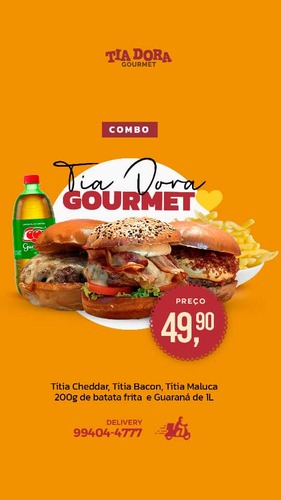 TIA DORA
GOURMET
COMBO
Tia Dora
GOURMET
PREÇO
49,90
Titia Cheddar, Titia Bacon, Titia Maluca
200g de batata frita e Guaraná de 1L
DELIVERY
99404-4777